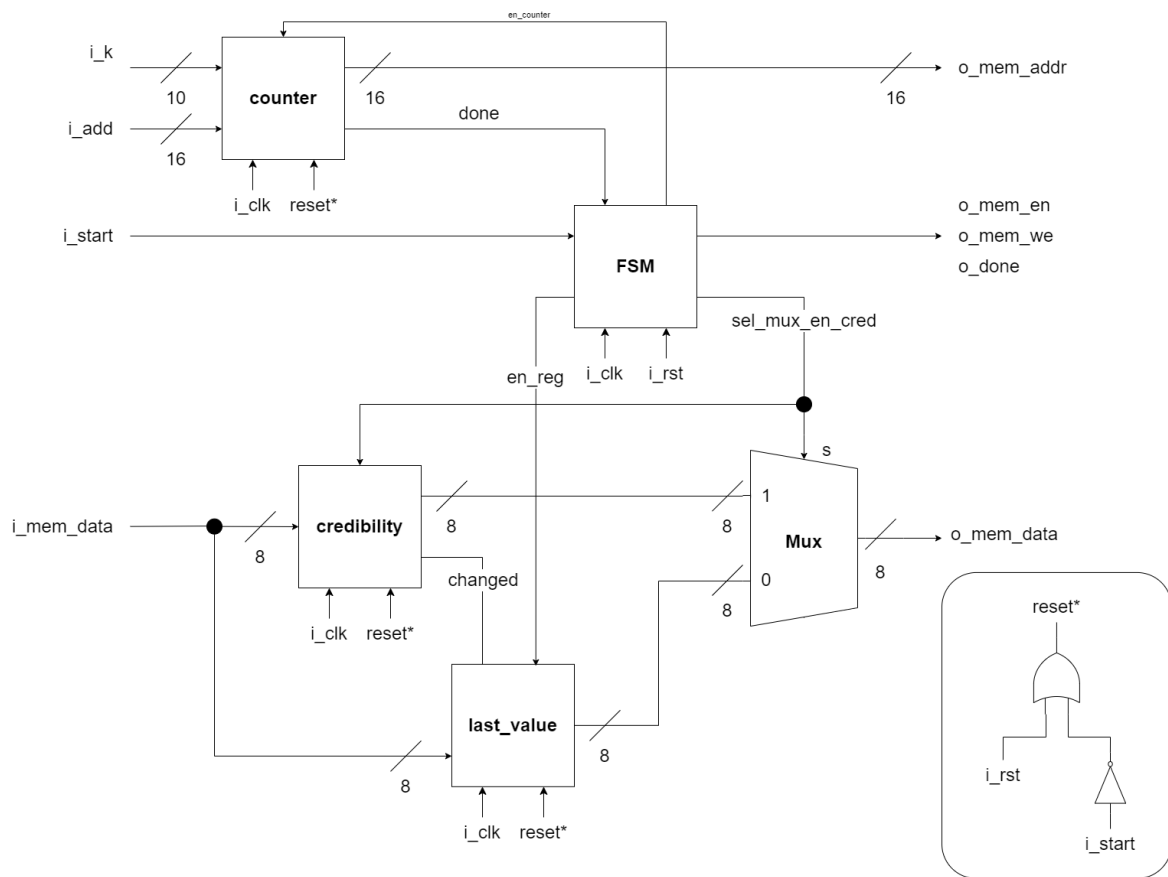 en_counter
i_k
10
counter
16
16
o_mem_addr
i_add
16
done
i_clk
reset*
i_start
FSM
o_mem_en
o_mem_we
o_done
sel_mux_en_cred
en_reg
i_clk
i_rst
s
i_mem_data
8
credibility
8
8
1
Mux
8
o_mem_data
changed
0
8
i_clk
reset*
8
last_value
8
i_clk
reset*
reset*
i_rst
i_start